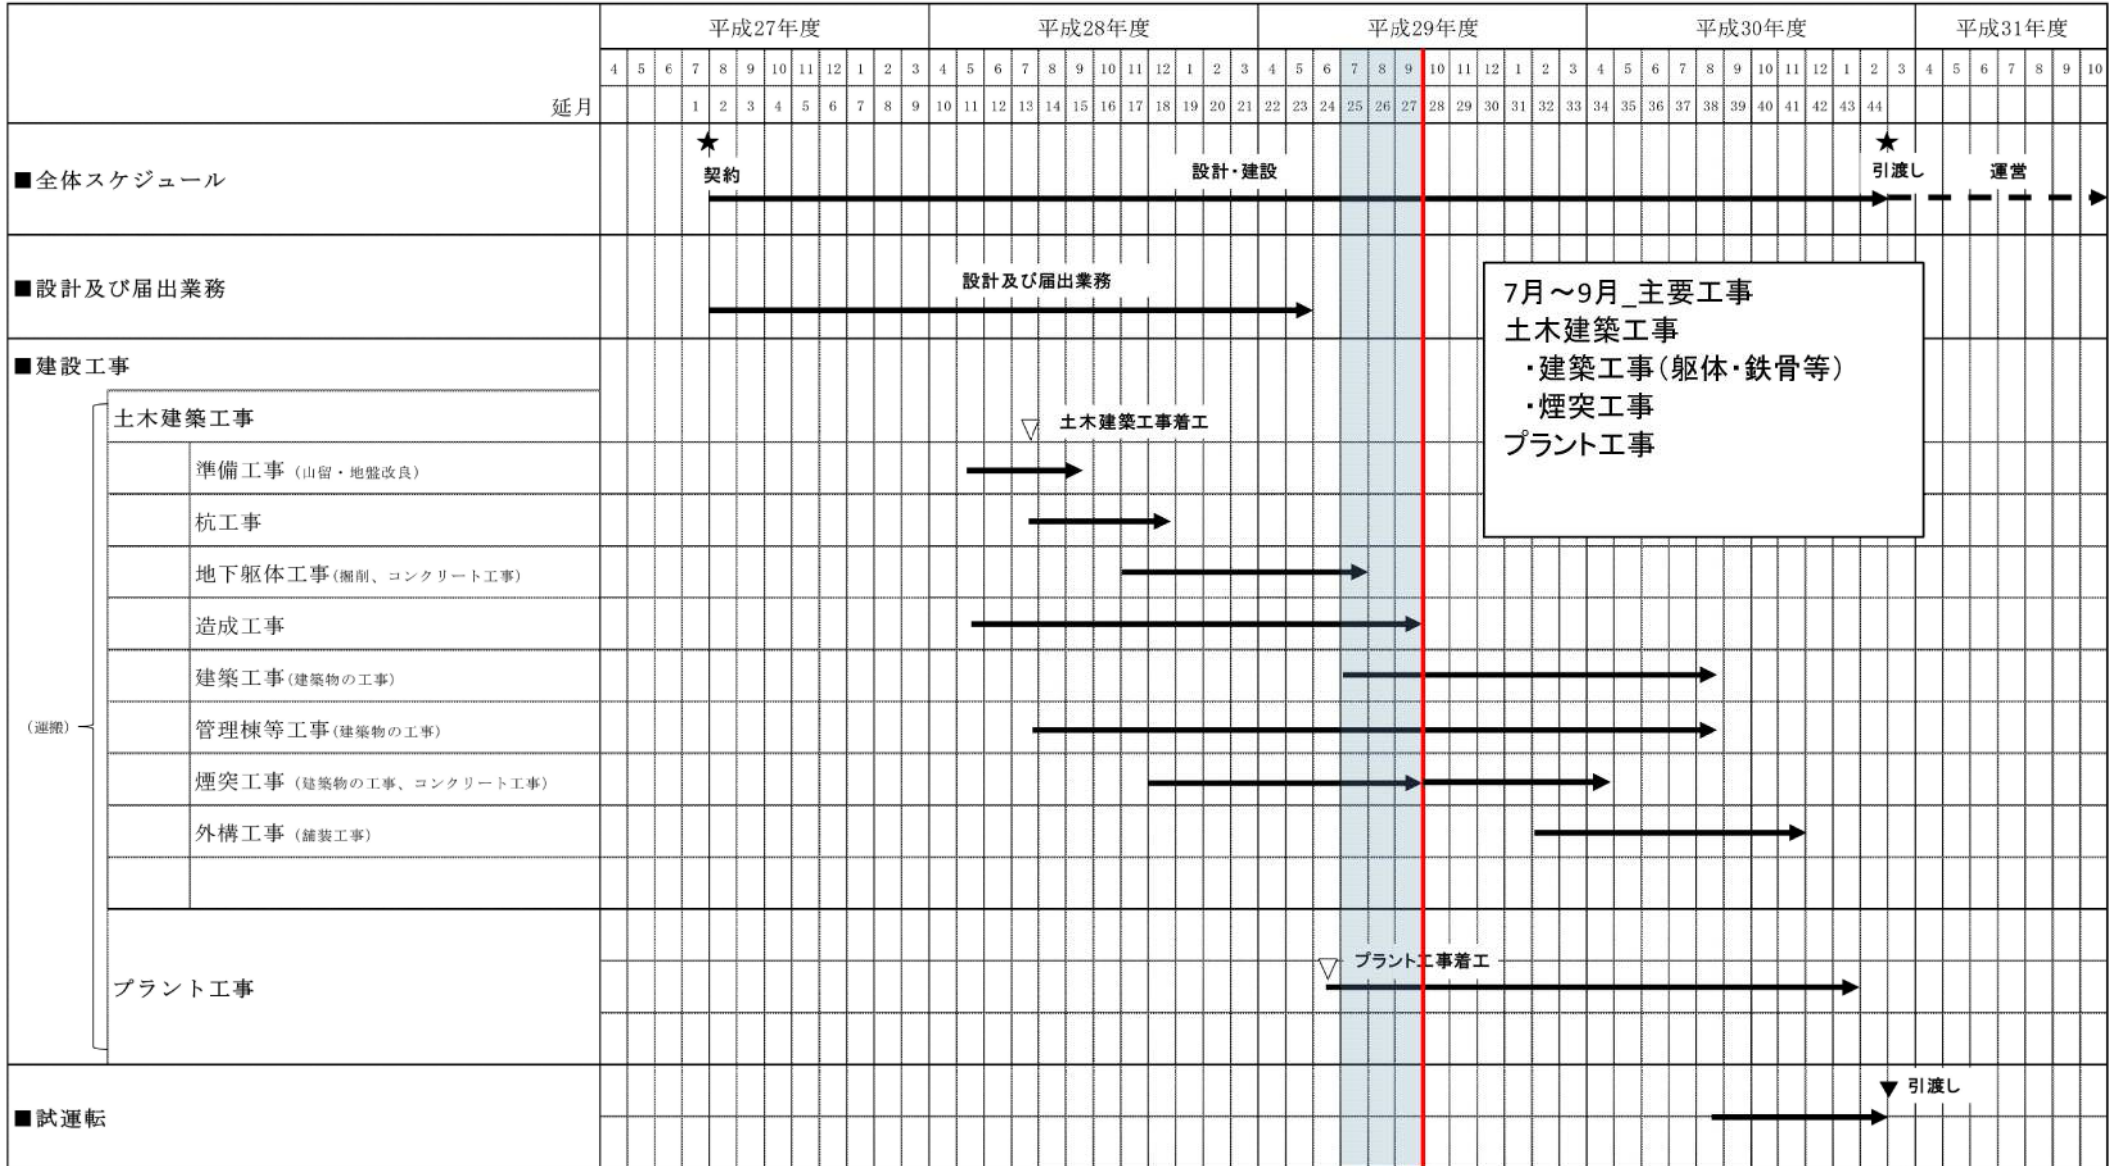 平成27年度 平成28年度 平成29年度 平成30年度 平成31年度
4 5 6 7 8 9 10 11 12 1 2 3 4 5 6 7 8 9 10 11 12 1 2 3 4 5 6 7 8 9 10 11 12 1 2 3 4 5 6 7 8 9 10 11 12 1 2 3 4 5 6 7 8 9 10
延月 1 2 3 4 5 6 7 8 9 10 11 12 13 14 15 16 17 18 19 20 21 22 23 24 25 26 27 28 29 30 31 32 33 34 35 36 37 38 39 40 41 42 43 44
★ ★
■全体スケジュール 契約 設計・建設 引渡し 運営
■設計及び届出業務 設計及び届出業務
7月～9月_主要工事
土木建築工事
・建築工事(躯体・鉄骨等)
・煙突工事
プラント工事
■建設工事
土木建築工事 ▽ 土木建築工事着工
準備工事 (山留・地盤改良)
杭工事
地下躯体工事(掘削、コンクリート工事)
造成工事
建築工事(建築物の工事)
(運搬)
管理棟等工事(建築物の工事)
煙突工事 (建築物の工事、コンクリート工事)
外構工事 (舗装工事)
▽ プラント工事着工
プラント工事
▼ 引渡し
■試運転